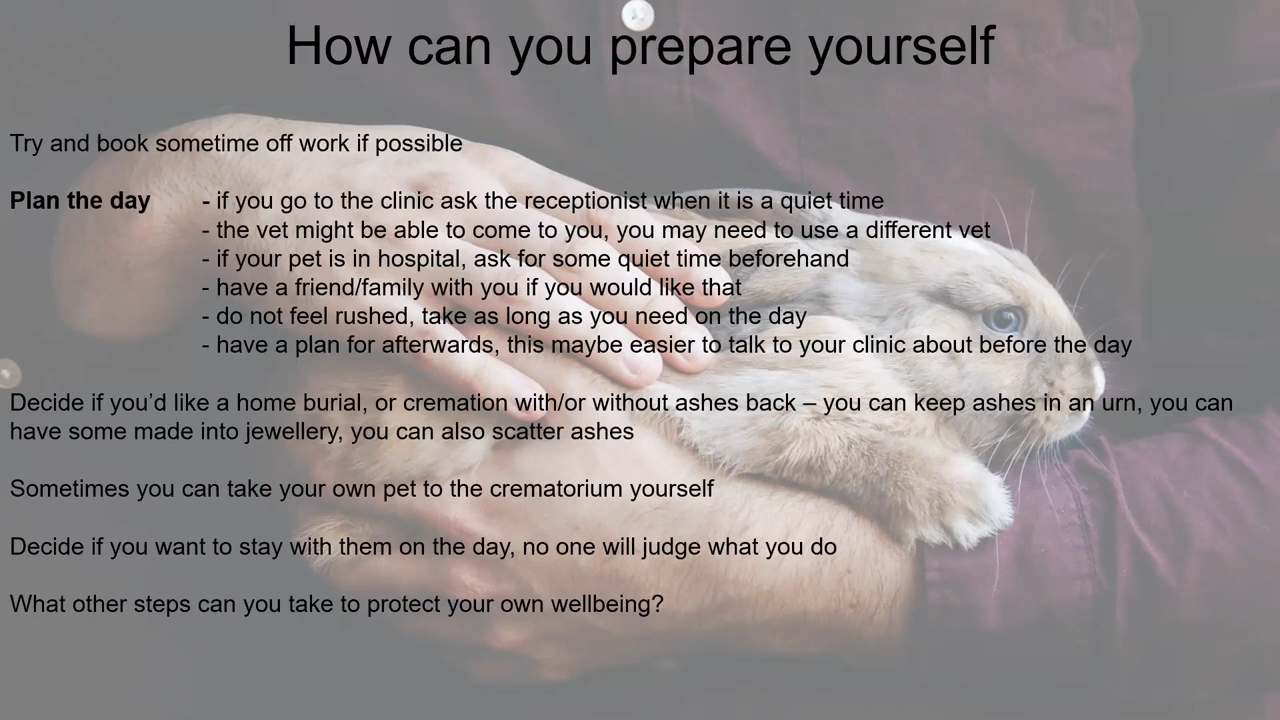 How can you prepare yourself
Try and book sometime off work if possible
Plan the day - if you go to the clinic ask the receptionist when it is a quiet time
- the vet might be able to come to you, you may need to use a different vet
- if your pet is in hospital, ask for some quiet time beforehand
- have a friend/family with you if you would like that
- do not feel rushed, take as long as you need on the day
- have a plan for afterwards, this maybe easier to talk to your clinic about before the day
Decide if you’d like a home burial, or cremation with/or without ashes back – you can keep ashes in an urn, you can
have some made into jewellery, you can also scatter ashes
Sometimes you can take your own pet to the crematorium yourself
Decide if you want to stay with them on the day, no one will judge what you do
What other steps can you take to protect your own wellbeing?